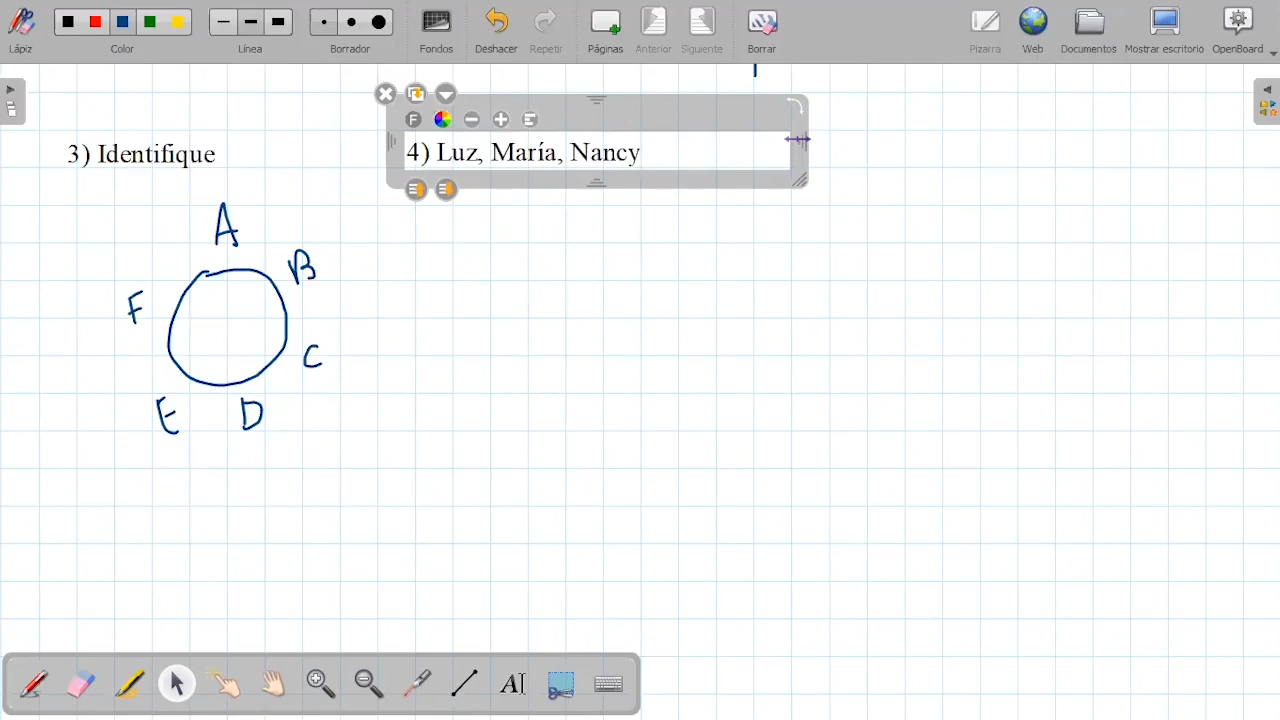 Lápiz
Color
Línea
Borrador
Fondos
Deshacer
Repetir
Páginas
Anterior
Siguiente
Borrar
Pizarra
Web
Documentos
Mostrar escritorio
OpenBoard
F
3) Identifique
4) Luz, María, Nancy
A
B
F
C
E
D
A